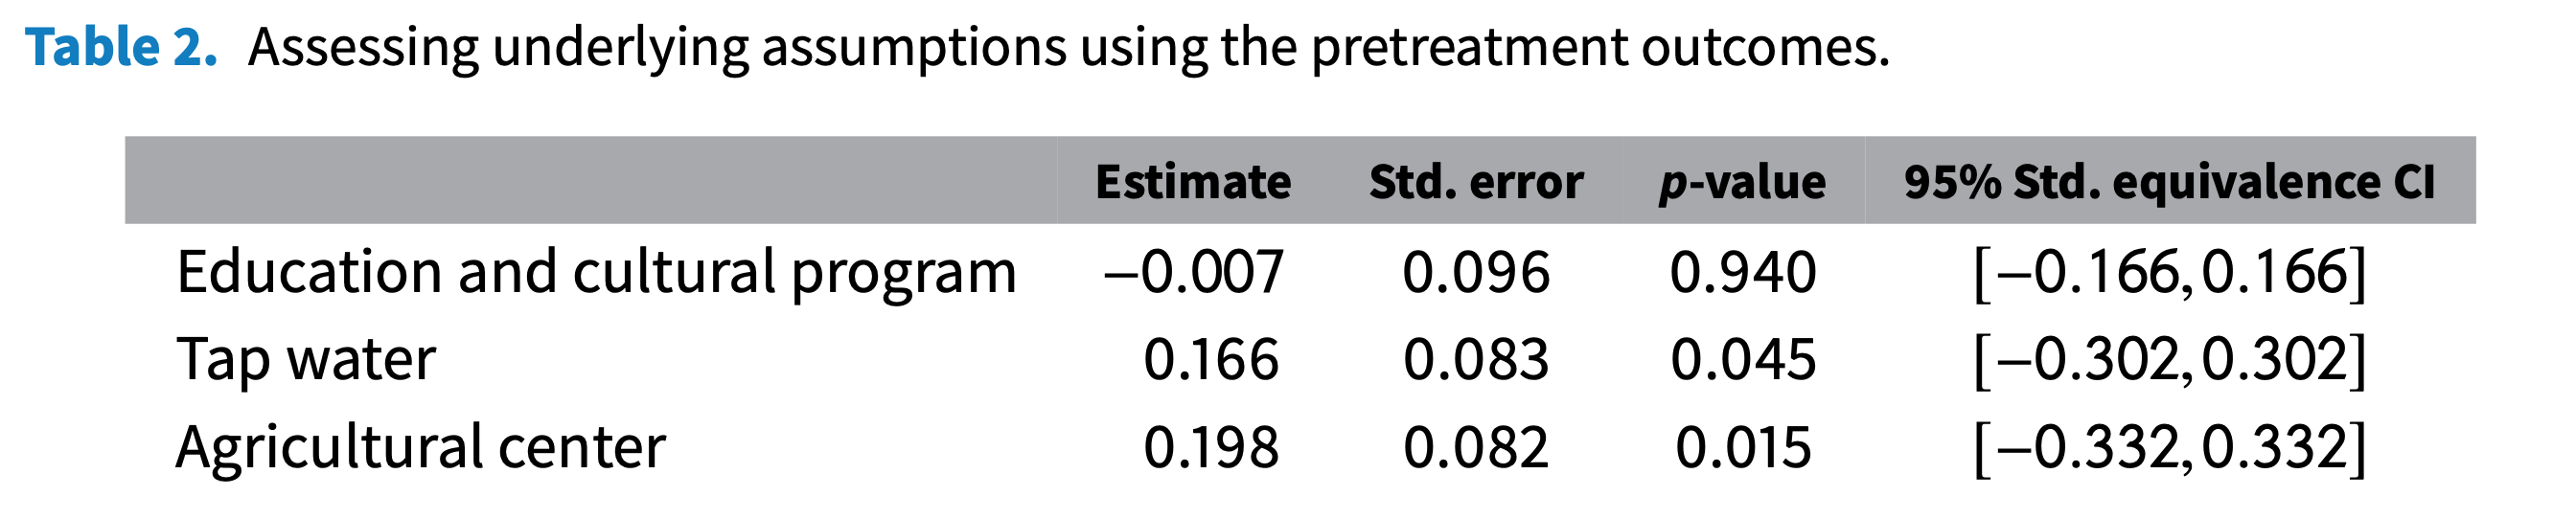 Table 2. Assessing underlying assumptions using the pretreatment outcomes.
Estimate Std. error p-value 95% Std. equivalence CI
Education and cultural program −0.007 0.096 0.940 [−0.166, 0.166]
Tap water 0.166 0.083 0.045 [−0.302, 0.302]
Agricultural center 0.198 0.082 0.015 [−0.332, 0.332]